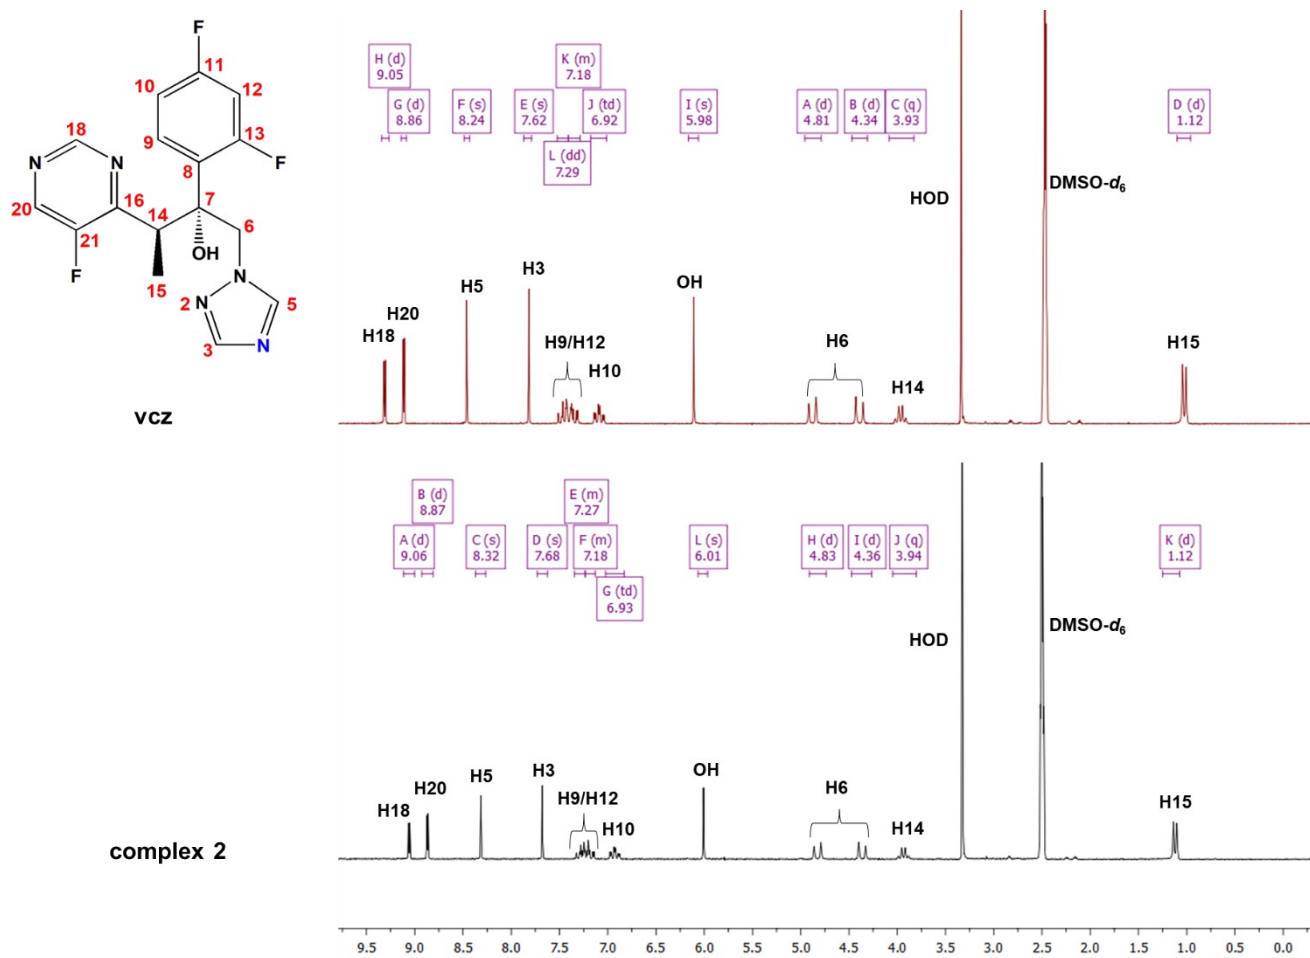 F
11
10
12
9
13
F
8
18
N
N
16
14
7
6
20
21
OH
F
15
N
2 N
5
3
N
vcz
H (d)
9.05
G (d)
8.86
F (s)
8.24
E (s)
7.62
K (m)
7.18
L (dd)
7.29
J (td)
6.92
I (s)
5.98
A (d)
4.81
B (d)
4.34
C (q)
3.93
D (d)
1.12
HOD
DMSO-d6
H18
H20
H5
H3
H9/H12
H10
OH
H6
H14
H15
B (d)
8.87
A (d)
9.06
C (s)
8.32
D (s)
7.68
E (m)
7.27
F (m)
7.18
G (td)
6.93
L (s)
6.01
H (d)
4.83
I (d)
4.36
J (q)
3.94
K (d)
1.12
HOD
DMSO-d6
H18
H20
H5
H3
H9/H12
H10
OH
H6
H14
H15
complex 2
9.5 9.0 8.5 8.0 7.5 7.0 6.5 6.0 5.5 5.0 4.5 4.0 3.5 3.0 2.5 2.0 1.5 1.0 0.5 0.0